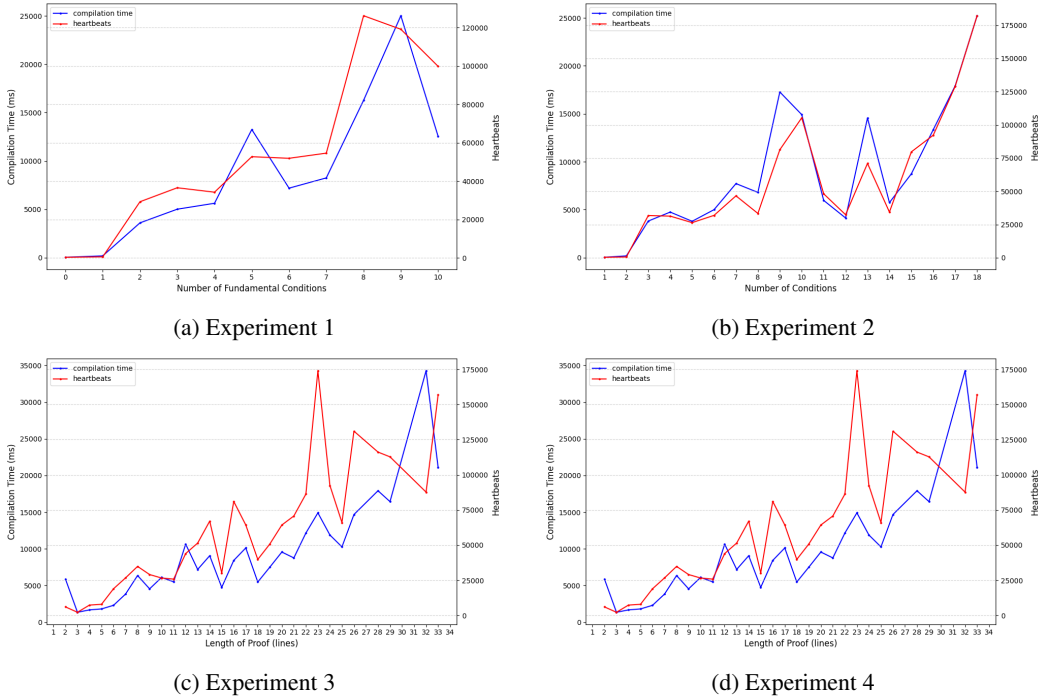 compilation time
heartbeats
25000
20000
15000
10000
5000
0
Compilation Time (ms)
120000
100000
80000
60000
40000
20000
0
Heartbeats
0 1 2 3 4 5 6 7 8 9 10
Number of Fundamental Conditions
(a) Experiment 1
compilation time
heartbeats
25000
20000
15000
10000
5000
0
Compilation Time (ms)
175000
150000
125000
100000
75000
50000
25000
0
Heartbeats
1 2 3 4 5 6 7 8 9 10 11 12 13 14 15 16 17 18
Number of Conditions
(b) Experiment 2
compilation time
heartbeats
35000
30000
25000
20000
15000
10000
5000
0
Compilation Time (ms)
175000
150000
125000
100000
75000
50000
25000
0
Heartbeats
1 2 3 4 5 6 7 8 9 10 11 12 13 14 15 16 17 18 19 20 21 22 23 24 25 26 27 28 29 30 31 32 33 34
Length of Proof (lines)
(c) Experiment 3
compilation time
heartbeats
35000
30000
25000
20000
15000
10000
5000
0
Compilation Time (ms)
175000
150000
125000
100000
75000
50000
25000
0
Heartbeats
1 2 3 4 5 6 7 8 9 10 11 12 13 14 15 16 17 18 19 20 21 22 23 24 25 26 27 28 29 30 31 32 33 34
Length of Proof (lines)
(d) Experiment 4